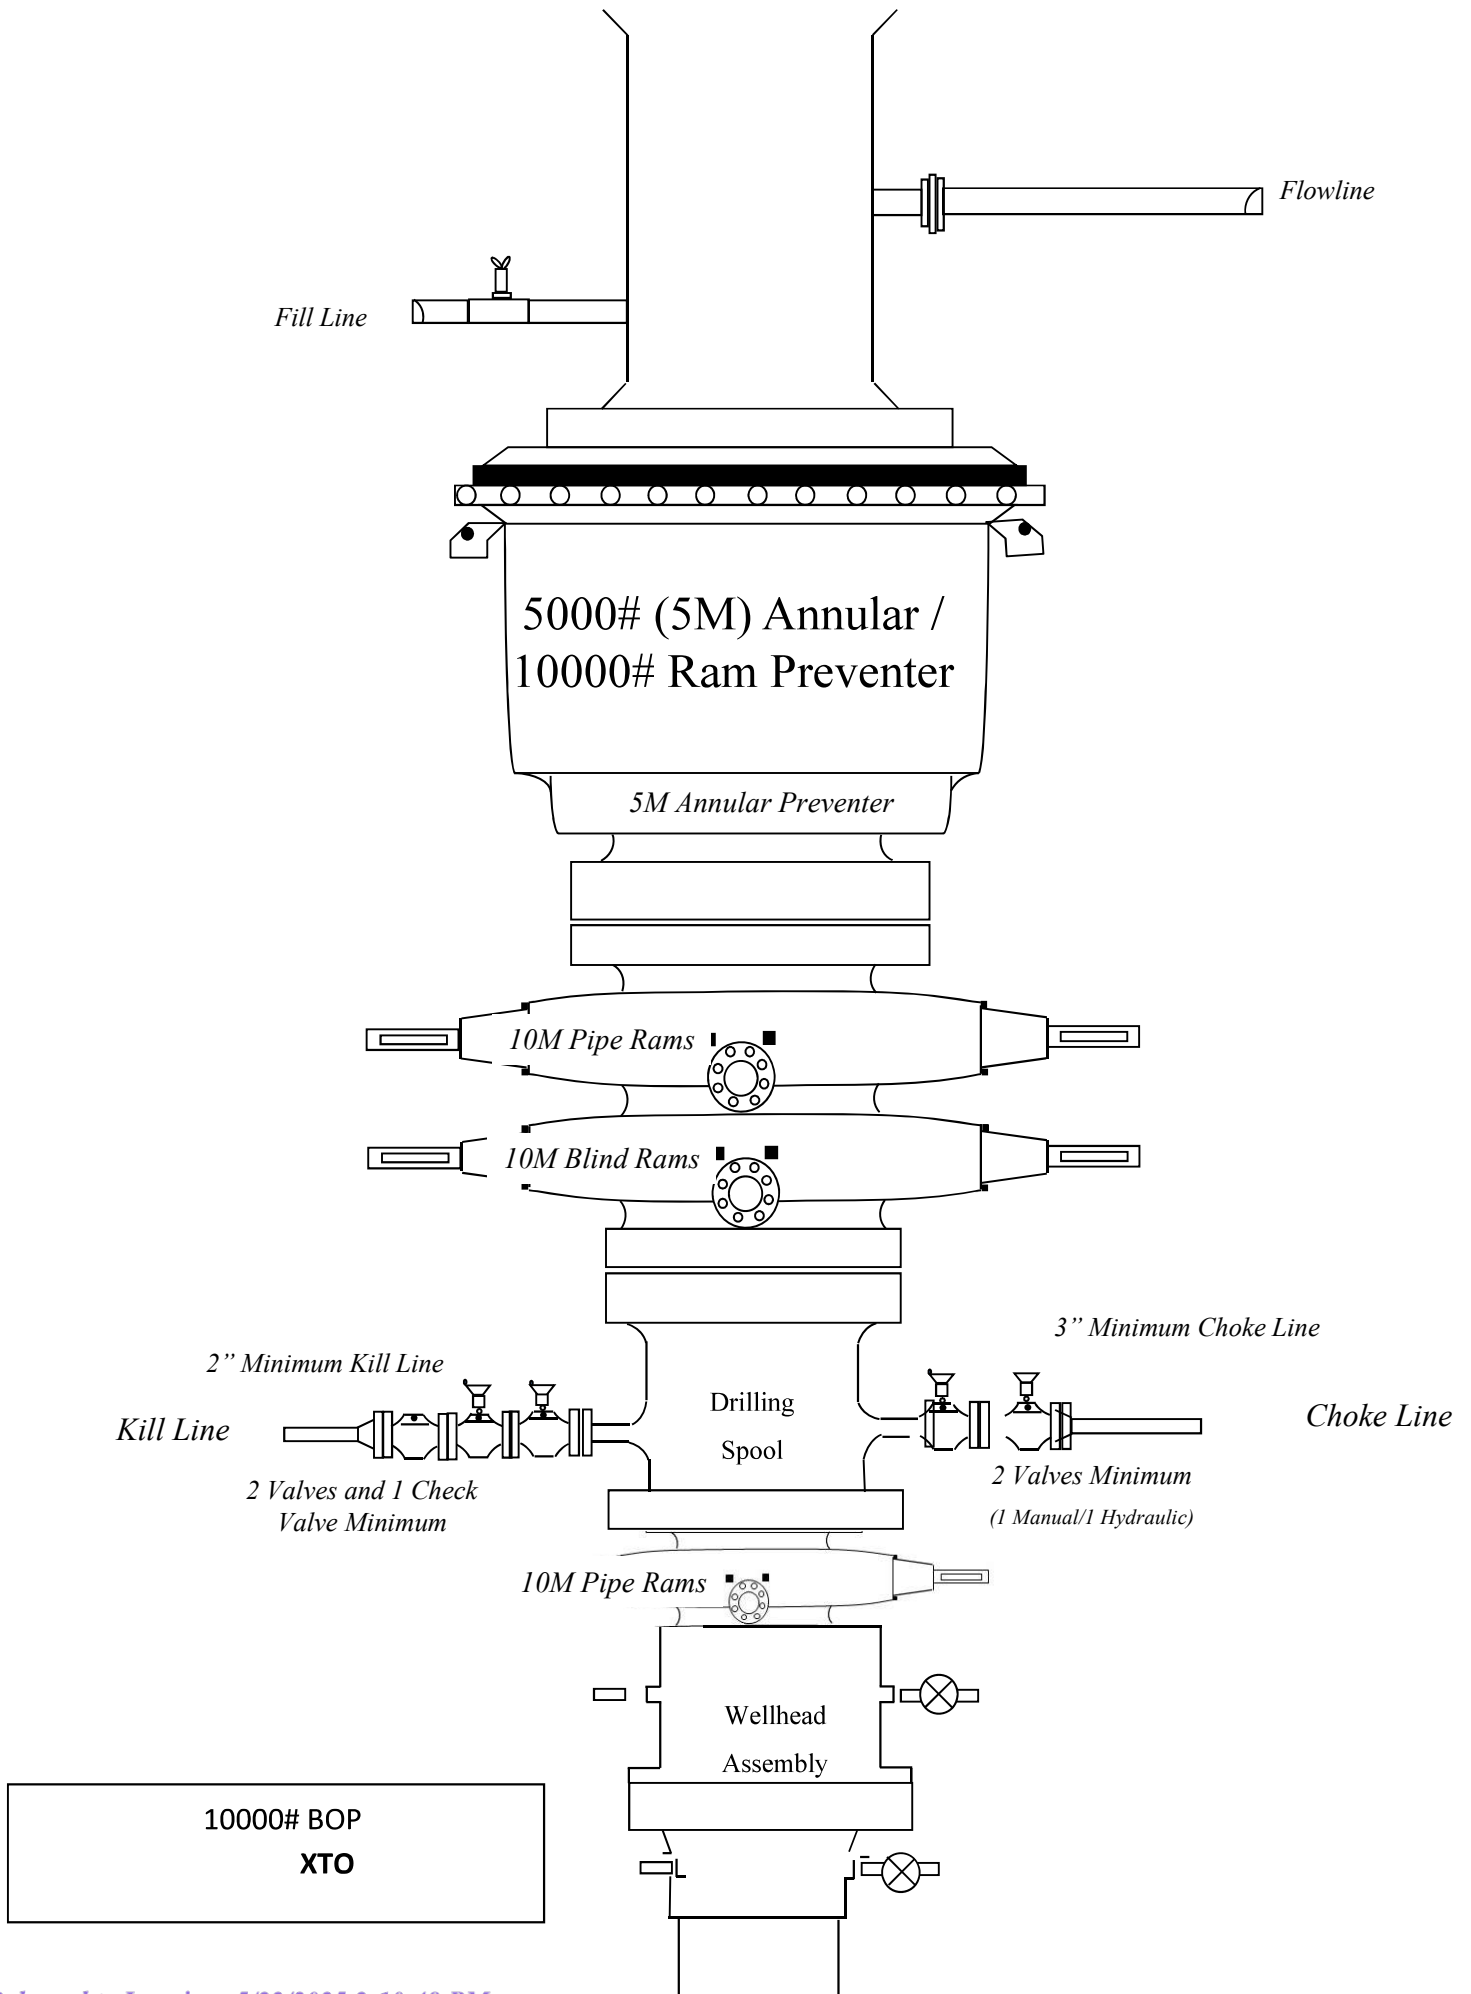 Flowline
Fill Line
5000# (5M) Annular /
10000# Ram Preventer
5M Annular Preventer
10M Pipe Rams
10M Blind Rams
3” Minimum Choke Line
2” Minimum Kill Line
Drilling
Spool
Kill Line
Choke Line
2 Valves and 1 Check
Valve Minimum
2 Valves Minimum
(1 Manual/1 Hydraulic)
10M Pipe Rams
Wellhead
Assembly
10000# BOP
XTO